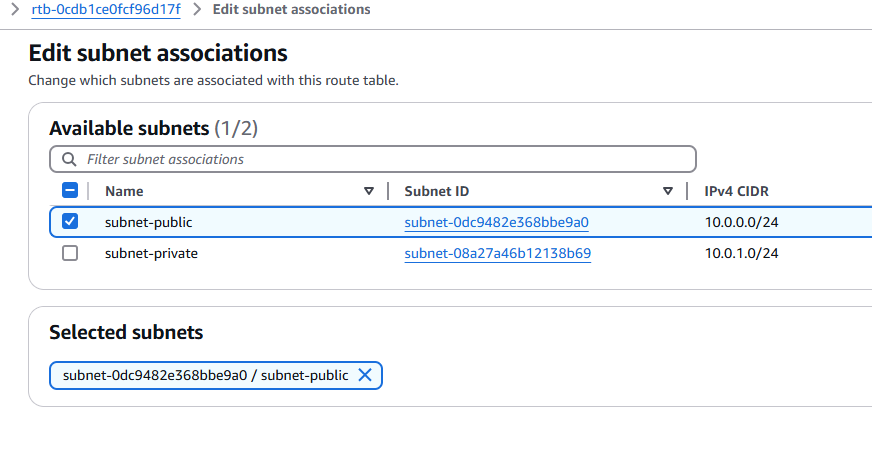 rtb-0cdb1ce0fcf96d17f > Edit subnet associations
Edit subnet associations
Change which subnets are associated with this route table.
Available subnets (1/2)
Filter subnet associations
Name Subnet ID IPv4 CIDR
subnet-public subnet-0dc9482e368bbe9a0 10.0.0.0/24
subnet-private subnet-08a27a46b12138b69 10.0.1.0/24
Selected subnets
subnet-0dc9482e368bbe9a0 / subnet-public